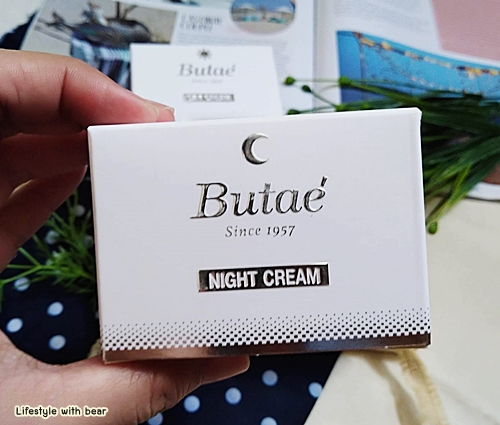 Butaé
Butaé
Since 1957
NIGHT CREAM
Lifestyle with bear